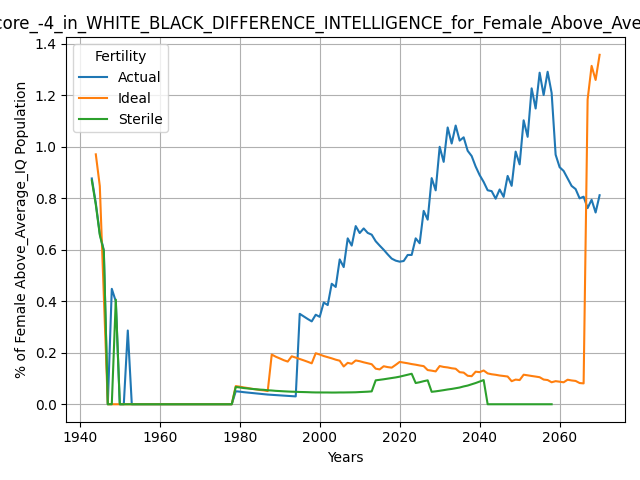 core_-4_in_WHITE_BLACK_DIFFERENCE_INTELLIGENCE_for_Female_Above_Ave
1.4
1.2
1.0
0.8
0.6
0.4
0.2
0.0
% of Female Above_Average_IQ Population
Fertility
Actual
Ideal
Sterile
1940 1960 1980 2000 2020 2040 2060
Years